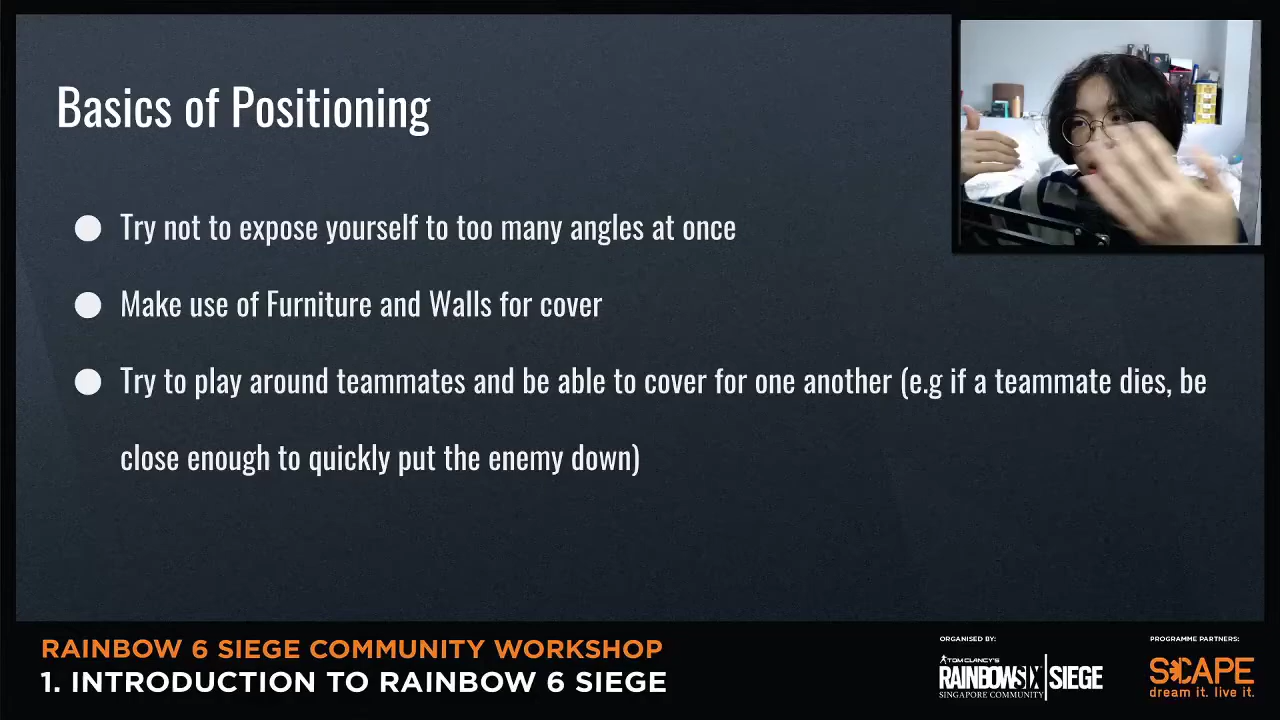 Basics of Positioning
Try not to expose yourself to too many angles at once
Make use of Furniture and Walls for cover
Try to play around teammates and be able to cover for one another (e.g if a teammate dies, be
close enough to quickly put the enemy down)
RAINBOW 6 SIEGE COMMUNITY WORKSHOP
1. INTRODUCTION TO RAINBOW 6 SIEGE
ORGANISED BY:
TOM CLANCY'S
RAINBOWSIX SIEGE
SINGAPORE COMMUNITY
PROGRAMME PARTNERS:
SCAPE
dream it. live it.